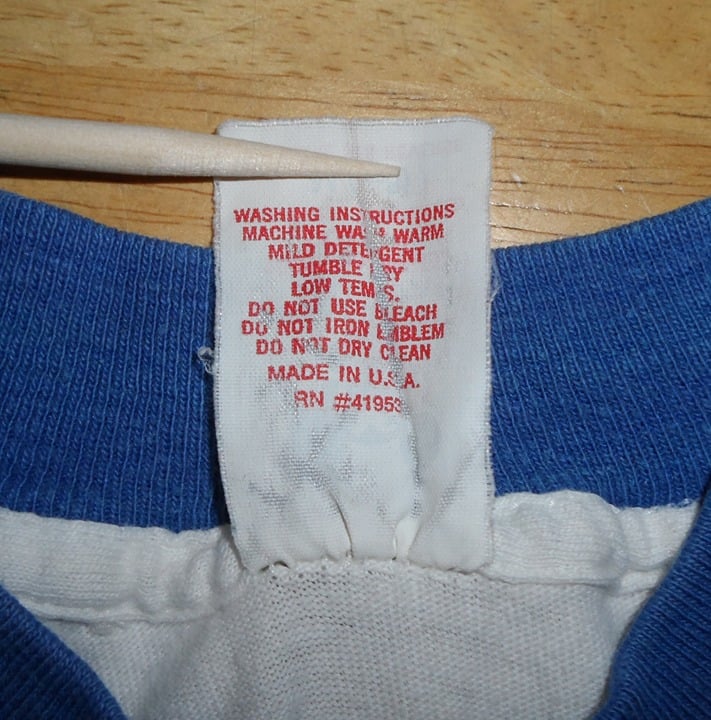 WASHING INSTRUCTIONS
MACHINE WASH WARM
MILD DETERGENT
TUMBLE DRY
LOW TEMPS.
DO NOT USE BLEACH
DO NOT IRON EMBLEM
DO NOT DRY CLEAN
MADE IN U.S.A.
RN #41953